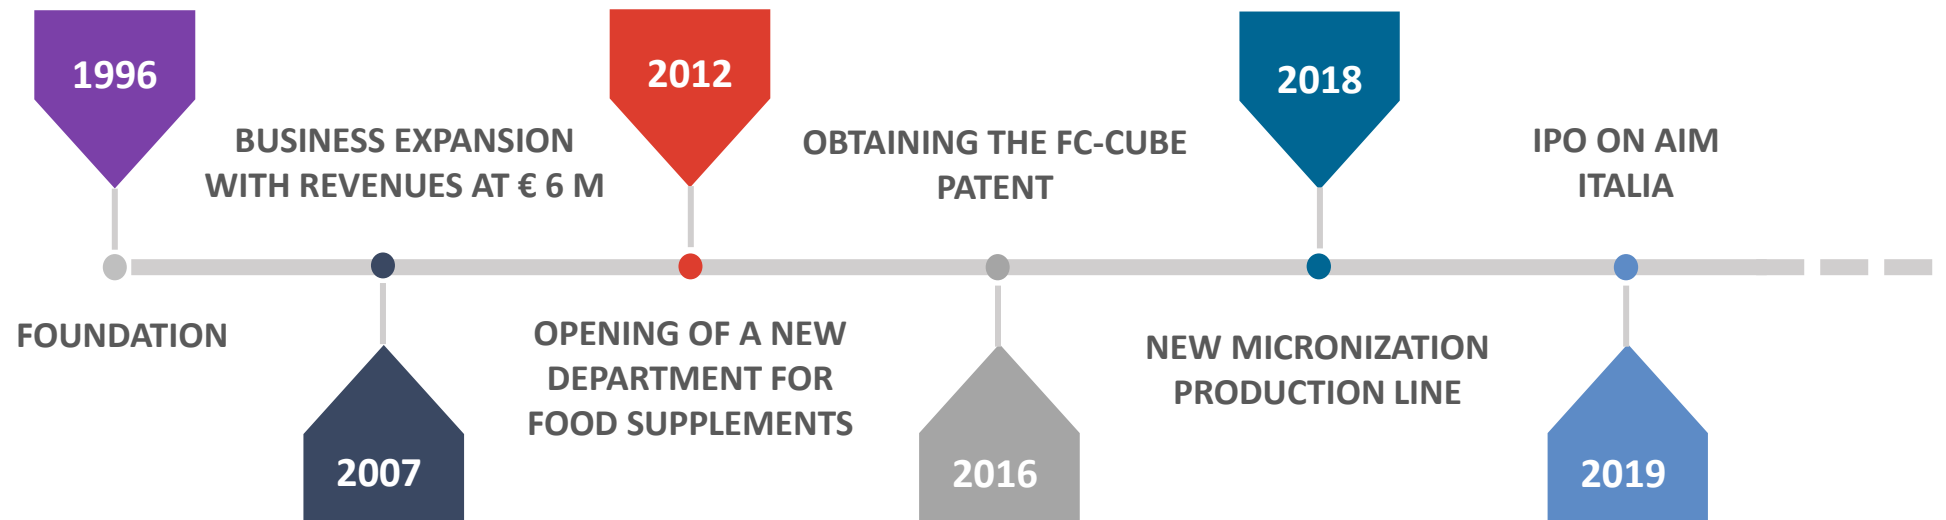 1996
FOUNDATION
BUSINESS EXPANSION
WITH REVENUES AT € 6 M
2007
2012
OPENING OF A NEW
DEPARTMENT FOR
FOOD SUPPLEMENTS
OBTAINING THE FC-CUBE
PATENT
2016
2018
NEW MICRONIZATION
PRODUCTION LINE
IPO ON AIM
ITALIA
2019